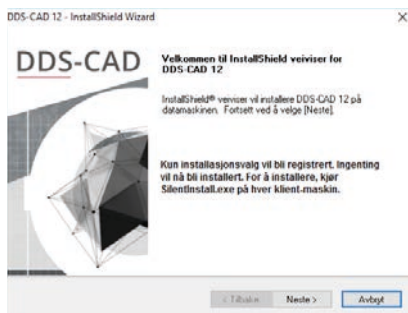 DDS-CAD 12 - InstallShield Wizard
DDS-CAD
Velkommen til InstallShield veiviser for
DDS-CAD 12
InstallShield® veiviser vil installere DDS-CAD 12 på
datamaskinen. Fortsett ved å velge [Neste].
Kun installasjonsvalg vil bli registrert. Ingenting
vil nå bli installert. For å installere, kjør
SilentInstall.exe på hver klient-maskin.
< Tilbake Neste > Avbryt